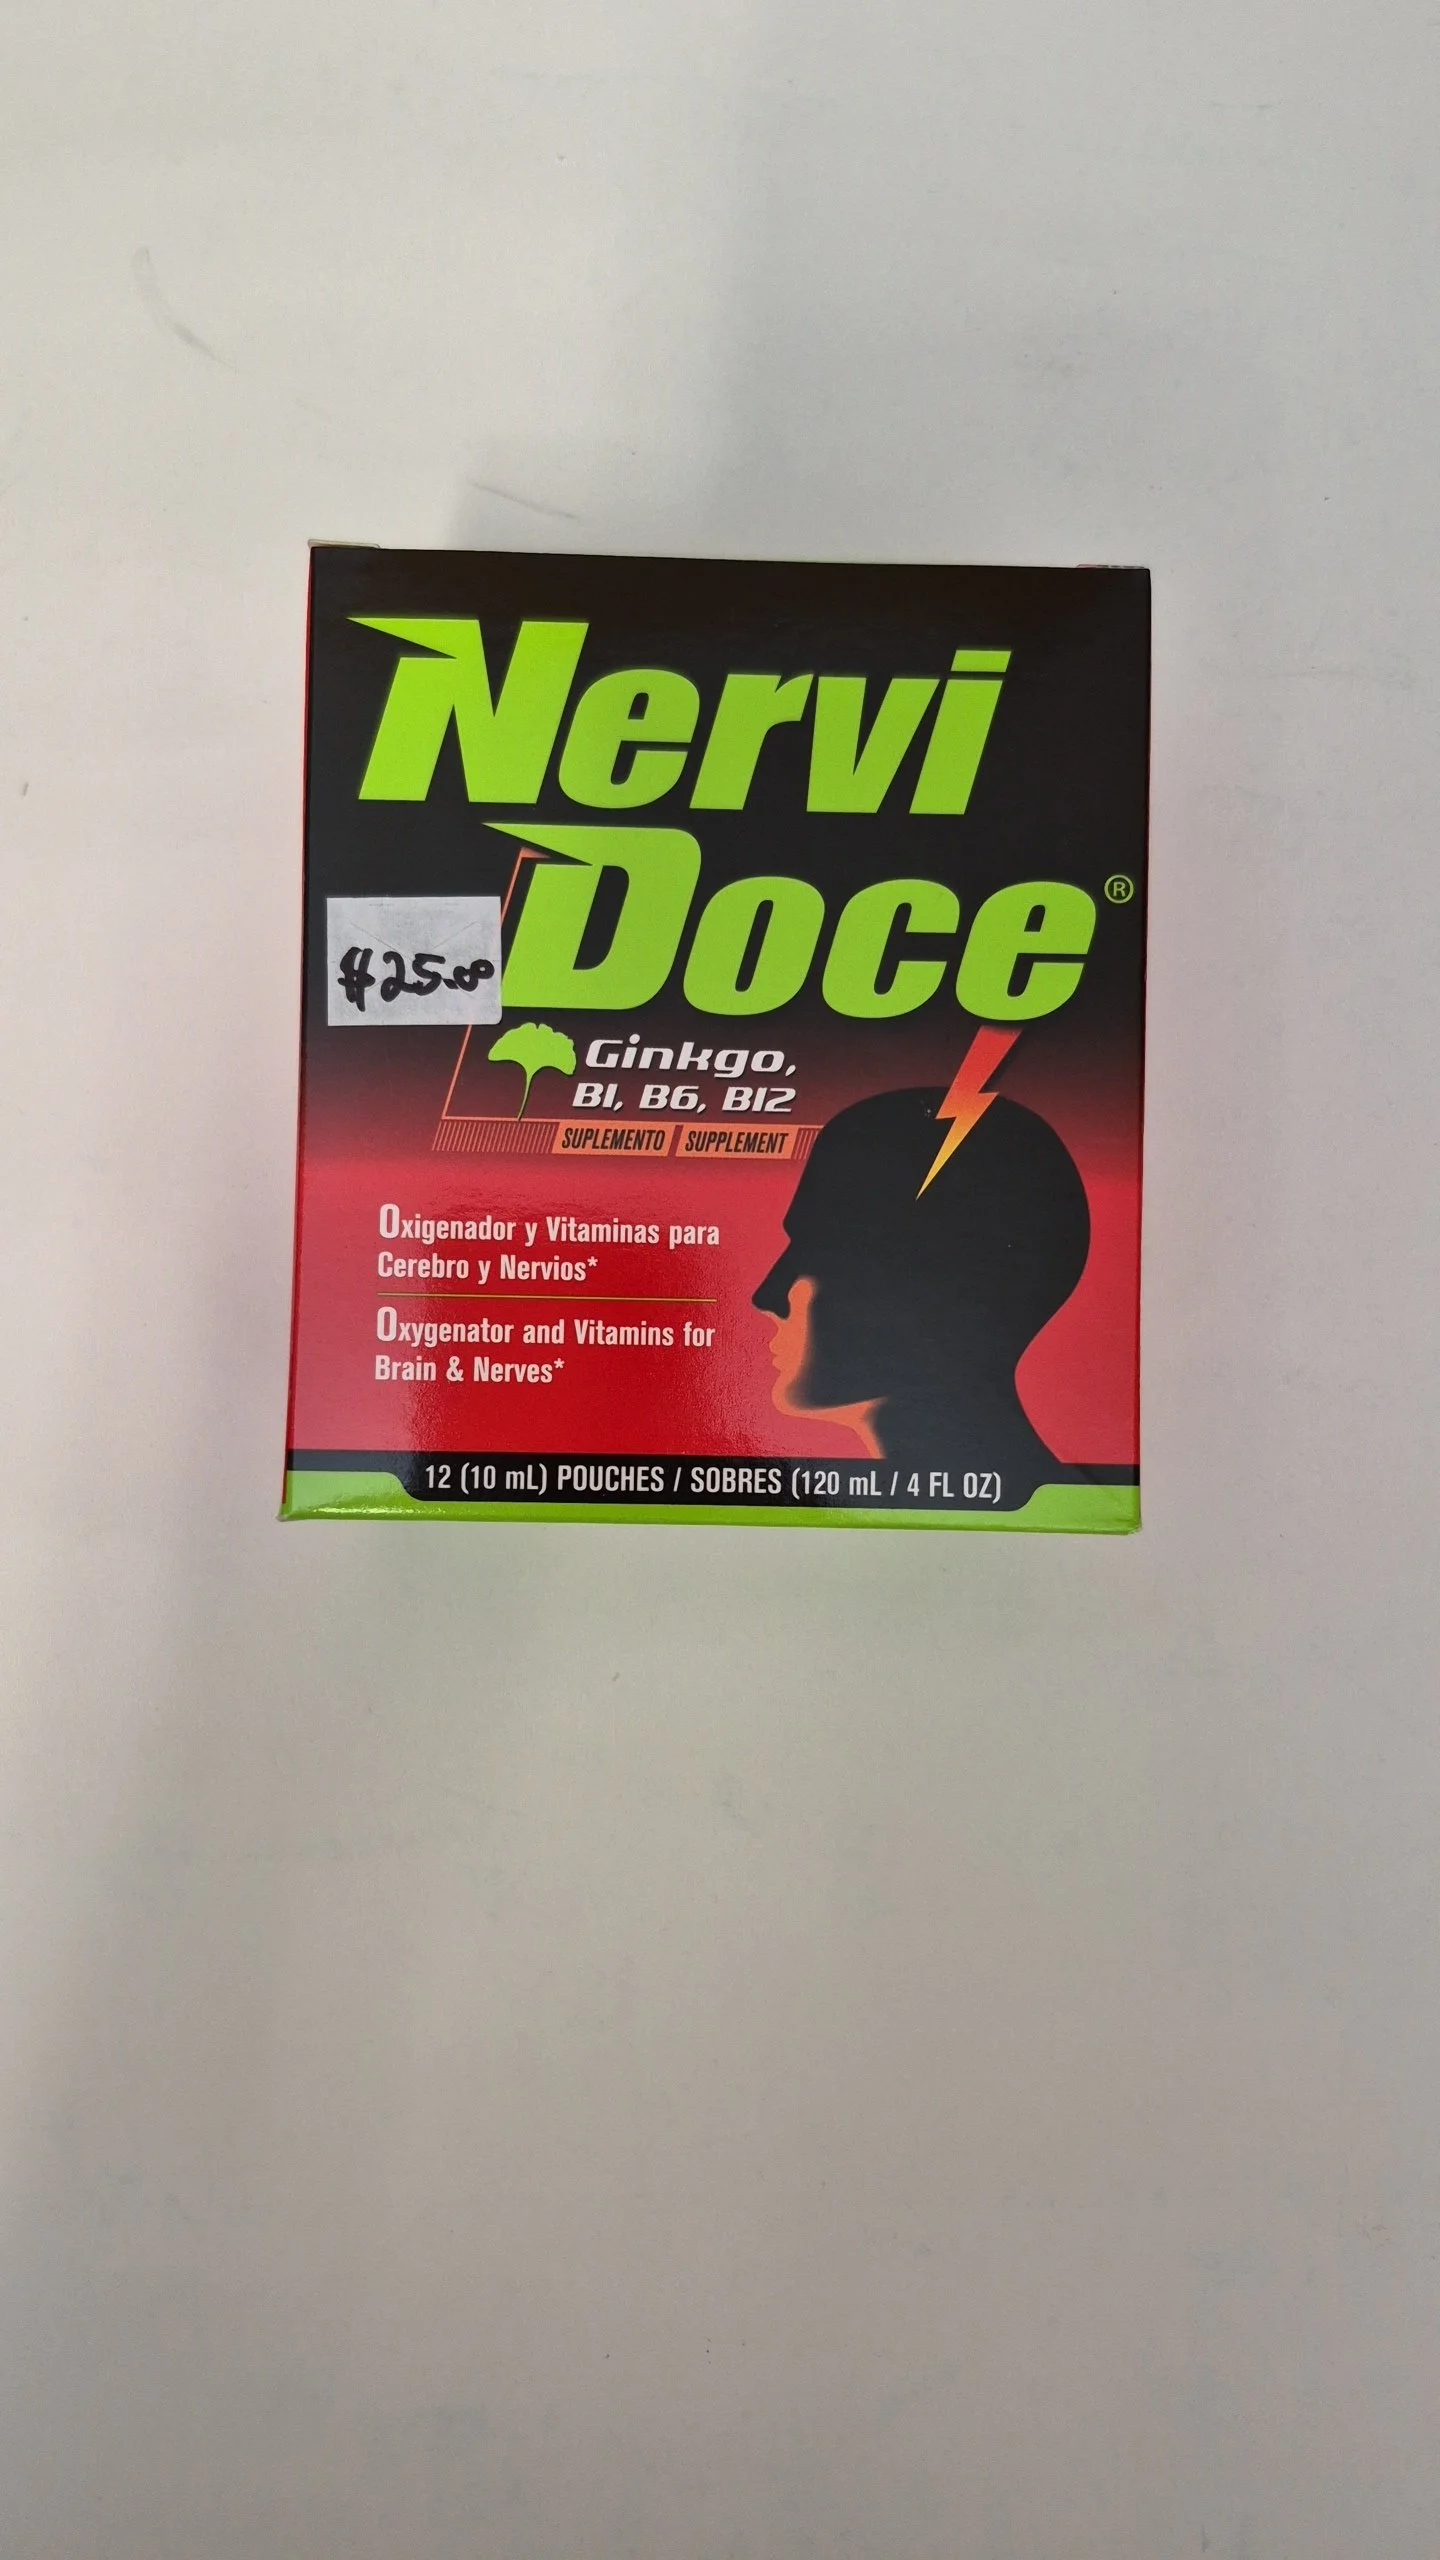 Nervi
Doce®
$25.00
Ginkgo,
B1, B6, B12
SUPLEMENTO SUPPLEMENT
Oxigenador y Vitaminas para
Cerebro y Nervios*
Oxygenator and Vitamins for
Brain & Nerves*
12 (10 mL) POUCHES / SOBRES (120 mL / 4 FL OZ)